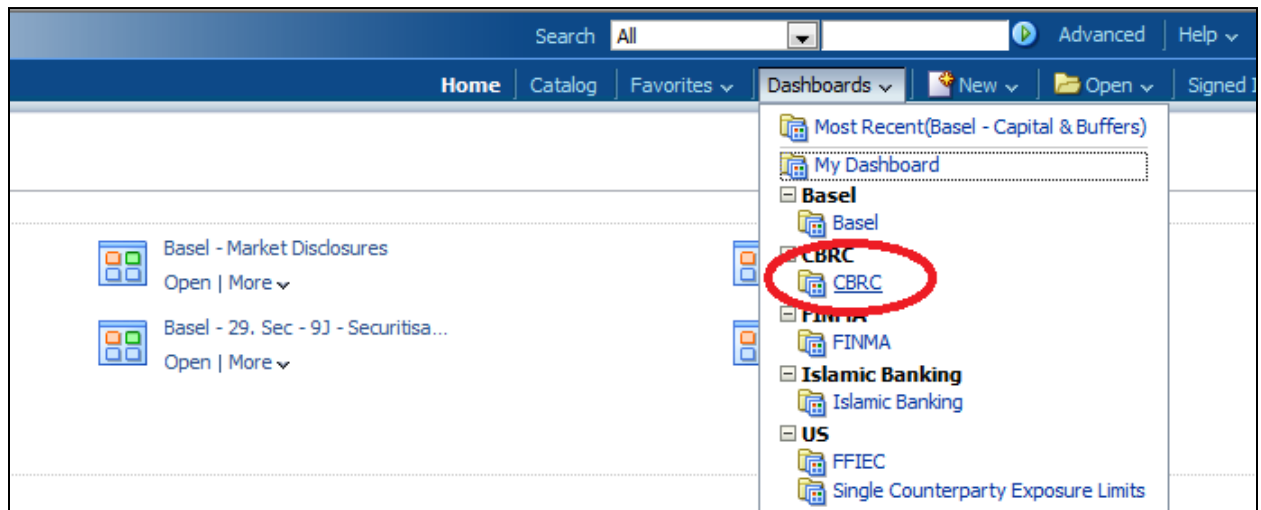 Search All Advanced Help
Home Catalog Favorites Dashboards New Open Signed I
Most Recent(Basel - Capital & Buffers)
My Dashboard
Basel
Basel
CBRC
CBRC
FINMA
FINMA
Islamic Banking
Islamic Banking
US
FFIEC
Single Counterparty Exposure Limits
Basel - Market Disclosures
Open | More
Basel - 29. Sec - 9J - Securitisa...
Open | More